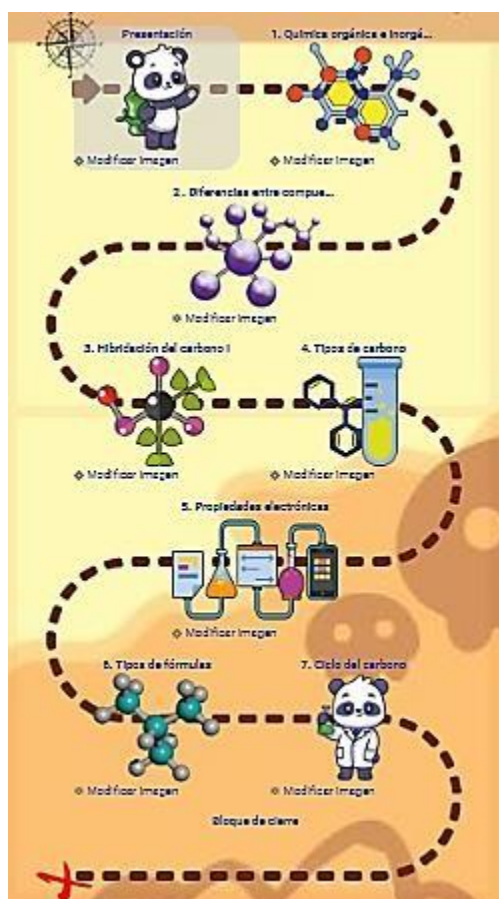 Presentación
1. Química orgánica e inorgá...
◇ Modificar imagen
◇ Modificar imagen
2. Diferencias entre compue...
◇ Modificar imagen
3. Hibridación del carbono I
4. Tipos de carbono
◇ Modificar imagen
◇ Modificar imagen
5. Propiedades electrónicas
◇ Modificar imagen
6. Tipos de fórmulas
7. Ciclo del carbono
◇ Modificar imagen
◇ Modificar imagen
Bloque de cierre